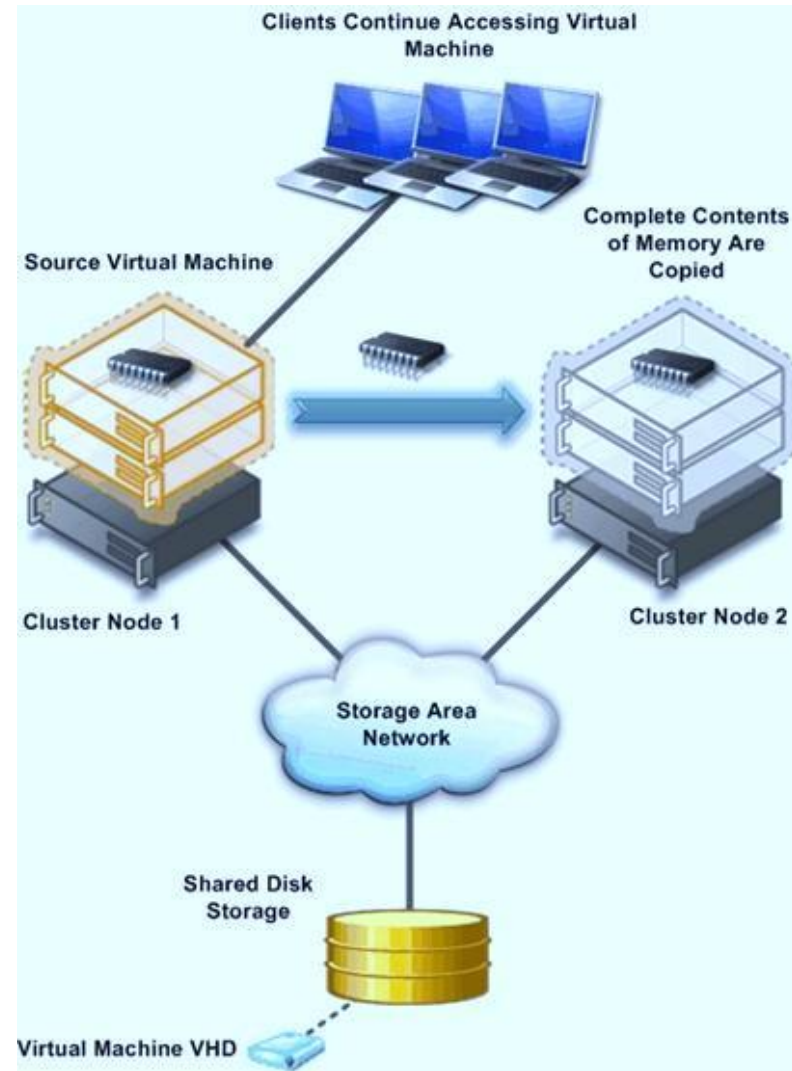 Clients Continue Accessing Virtual
Machine
Complete Contents
of Memory Are
Copied
Source Virtual Machine
Cluster Node 1
Cluster Node 2
Storage Area
Network
Shared Disk
Storage
Virtual Machine VHD